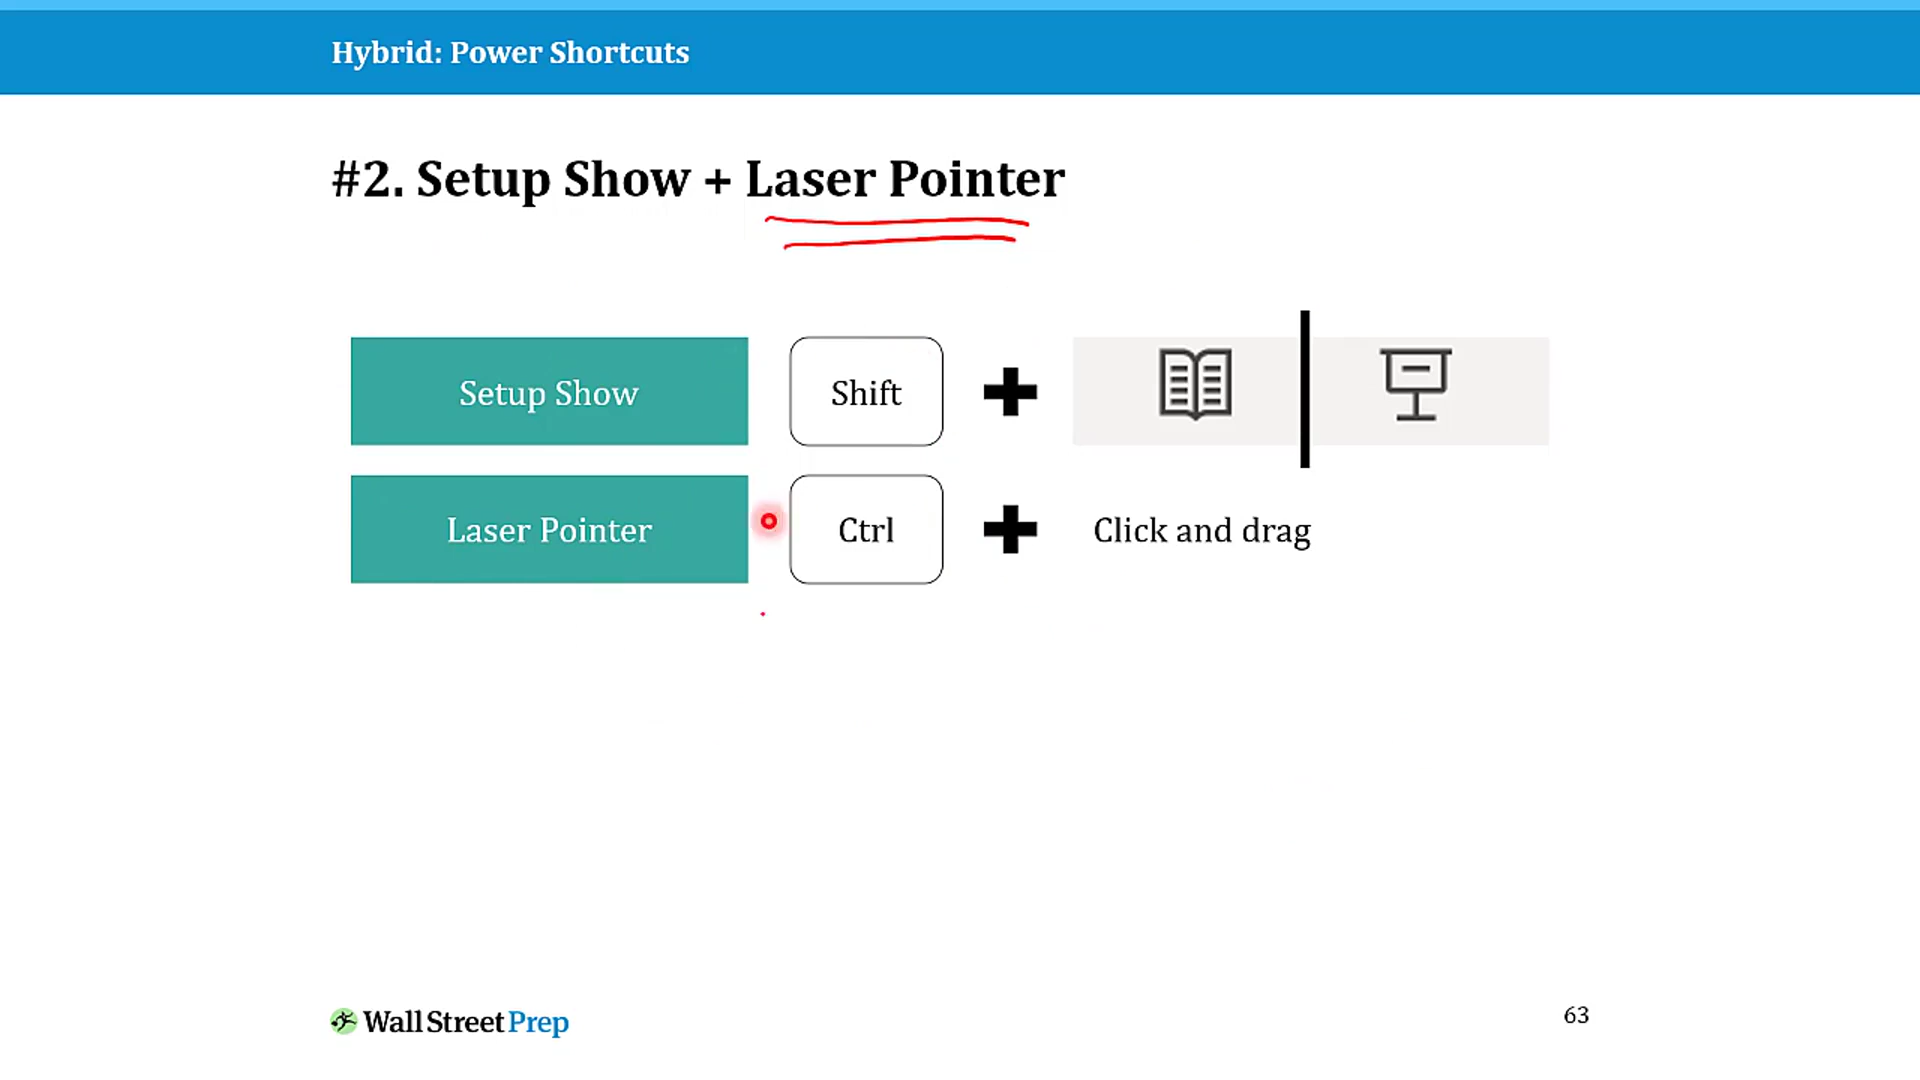 Hybrid: Power Shortcuts
#2. Setup Show + Laser Pointer
Setup Show Shift
Laser Pointer Ctrl Click and drag
Wall Street Prep 63